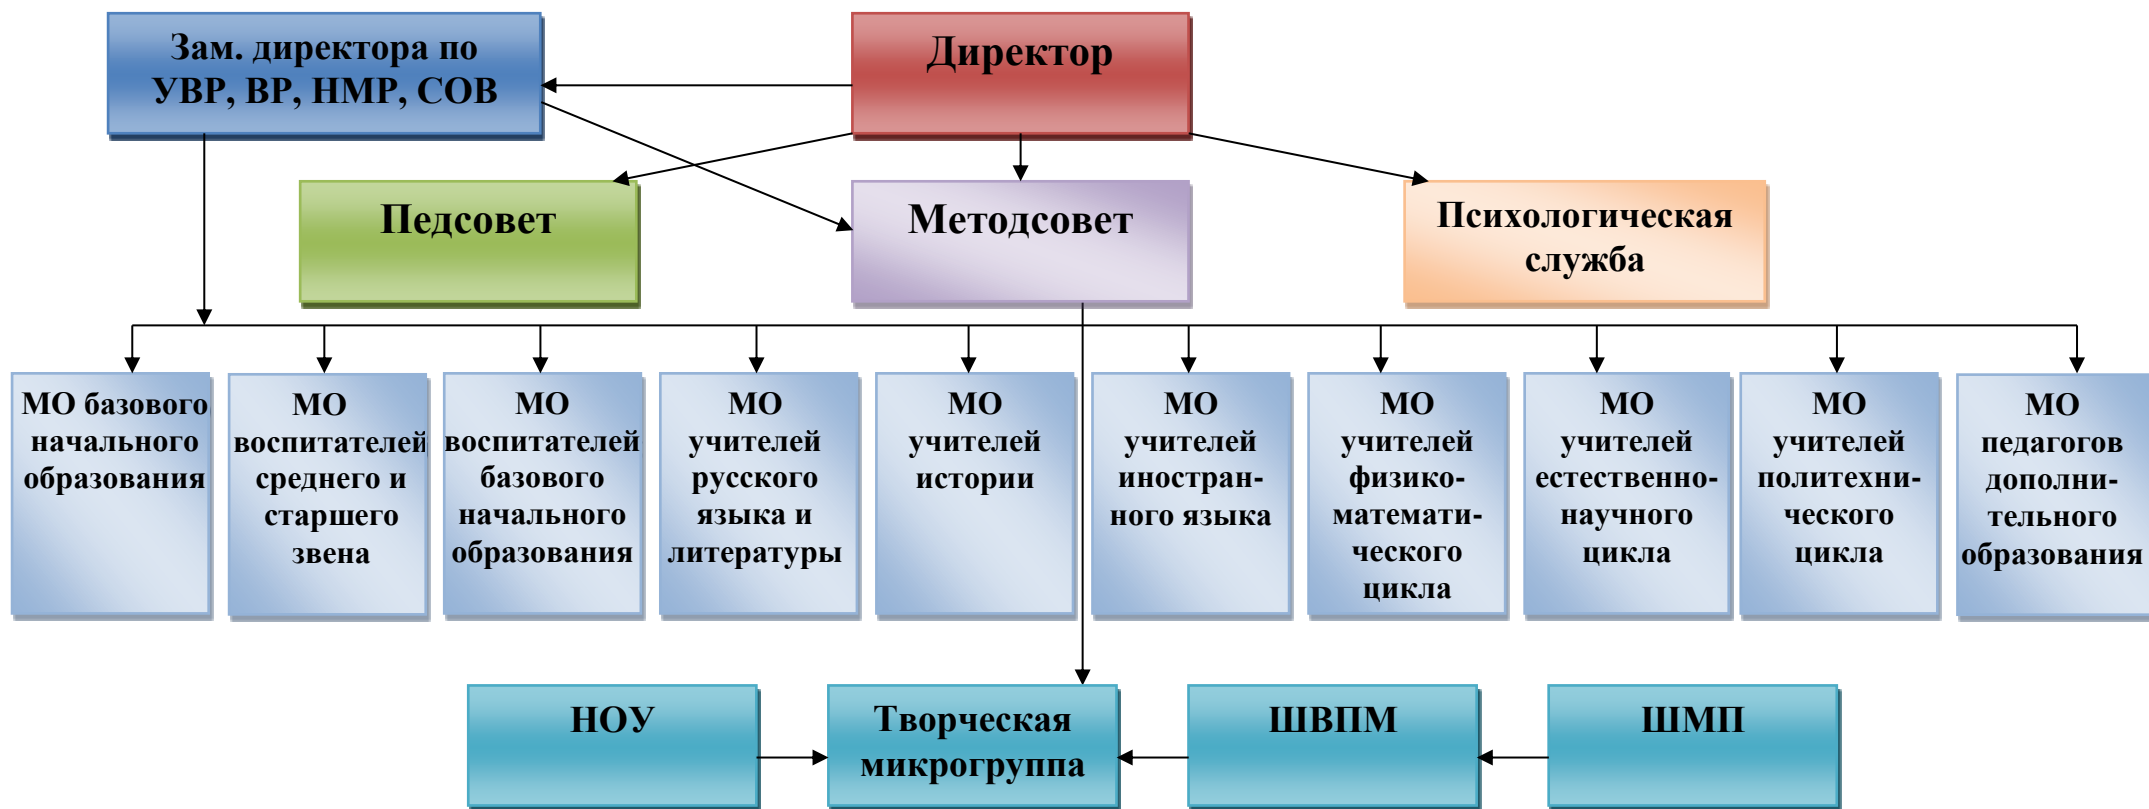 Зам. директора по
УВР, ВР, НМР, СОВ
Директор
Педсовет
Методсовет
Психологическая
служба
МО базового
начального
образования
МО
воспитателей
среднего и
старшего
звена
МО
воспитателей
базового
начального
образования
МО
учителей
русского
языка и
литературы
МО
учителей
истории
МО
учителей
иностран-
ного языка
МО
учителей
физико-
математи-
ческого
цикла
МО
учителей
естественно-
научного
цикла
МО
учителей
политехни-
ческого
цикла
МО
педагогов
дополни-
тельного
образования
НОУ
Творческая
микрогруппа
ШВПМ
ШМП